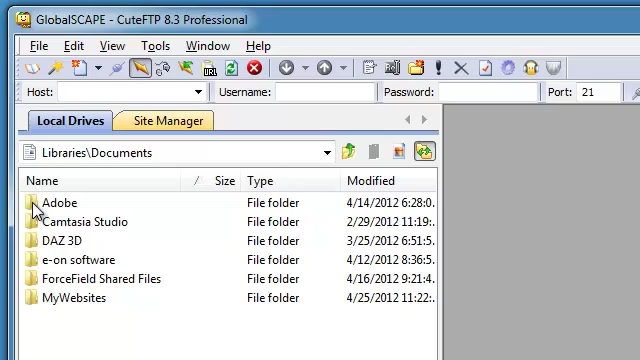 GlobalSCAPE - CuteFTP 8.3 Professional
File Edit View Tools Window Help
URL
Host: Username: Password: Port: 21
Local Drives Site Manager
Libraries\Documents
Name / Size Type Modified
Adobe File folder 4/14/2012 6:28:0.
Camtasia Studio File folder 2/29/2012 11:19:.
DAZ 3D File folder 3/25/2012 6:51:5.
e-on software File folder 4/12/2012 8:36:5.
ForceField Shared Files File folder 4/16/2012 9:21:4.
MyWebsites File folder 4/25/2012 11:22:.